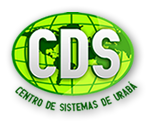 CDS
CENTRO DE SISTEMAS DE URABÁ